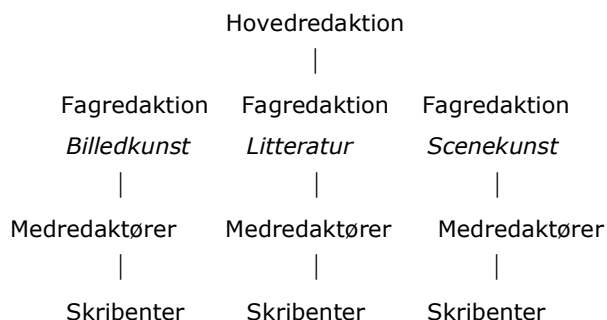 Hovedredaktion
Fagredaktion Fagredaktion Fagredaktion
Billedkunst Litteratur Scenekunst
Medredaktører Medredaktører Medredaktører
Skribenter Skribenter Skribenter